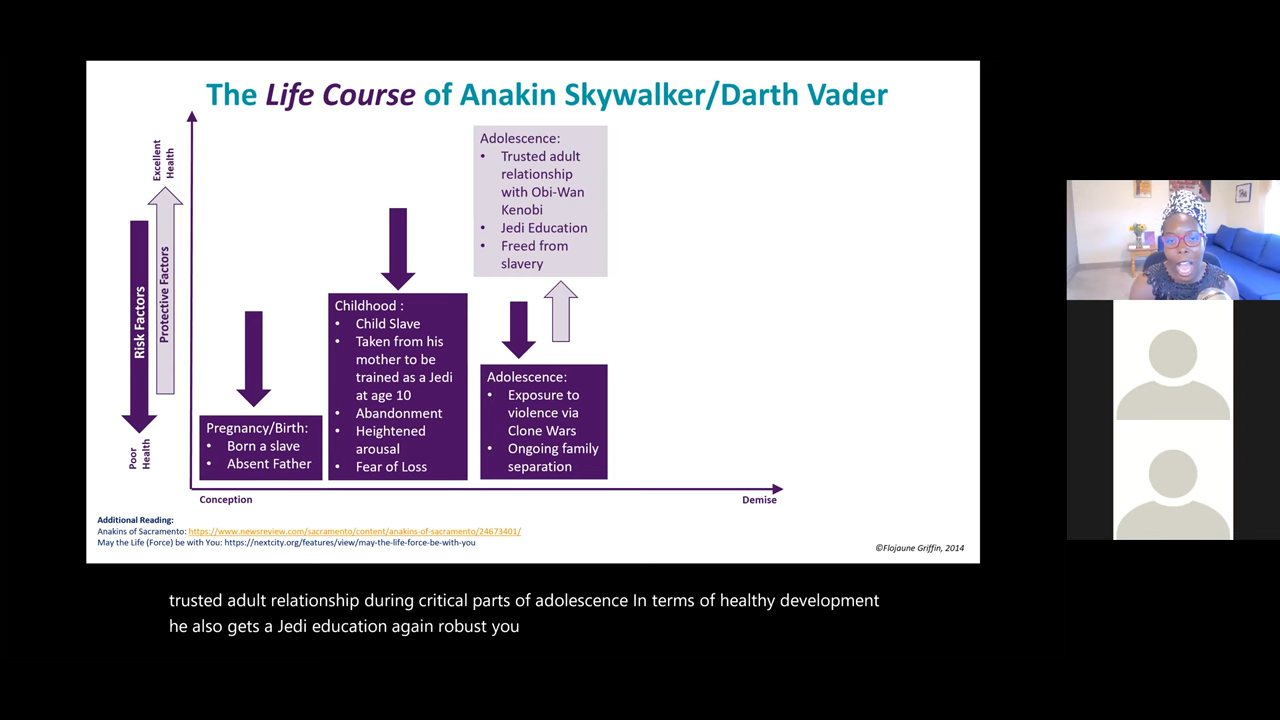 The Life Course of Anakin Skywalker/Darth Vader
Excellent
Health
Risk Factors
Protective Factors
Poor
Health
Pregnancy/Birth:
• Born a slave
• Absent Father
Childhood :
• Child Slave
• Taken from his
mother to be
trained as a Jedi
at age 10
• Abandonment
• Heightened
arousal
• Fear of Loss
Adolescence:
• Trusted adult
relationship
with Obi-Wan
Kenobi
• Jedi Education
• Freed from
slavery
Adolescence:
• Exposure to
violence via
Clone Wars
• Ongoing family
separation
Conception
Demise
Additional Reading:
Anakins of Sacramento: https://www.newsreview.com/sacramento/content/anakins-of-sacramento/24673401/
May the Life (Force) be with You: https://nextcity.org/features/view/may-the-life-force-be-with-you
©Flojaune Griffin, 2014
trusted adult relationship during critical parts of adolescence In terms of healthy development
he also gets a Jedi education again robust you